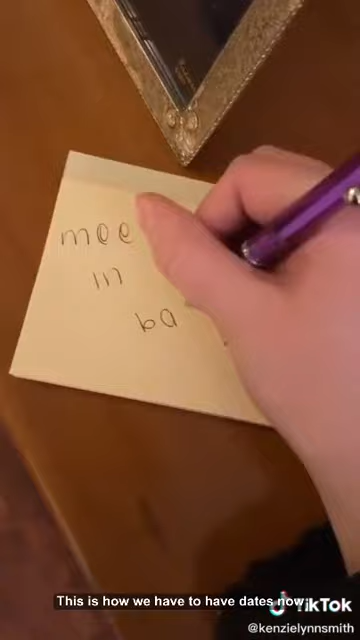 mee
in
ba
This is how we have to have dates now
TikTok
@kenzielynnsmith